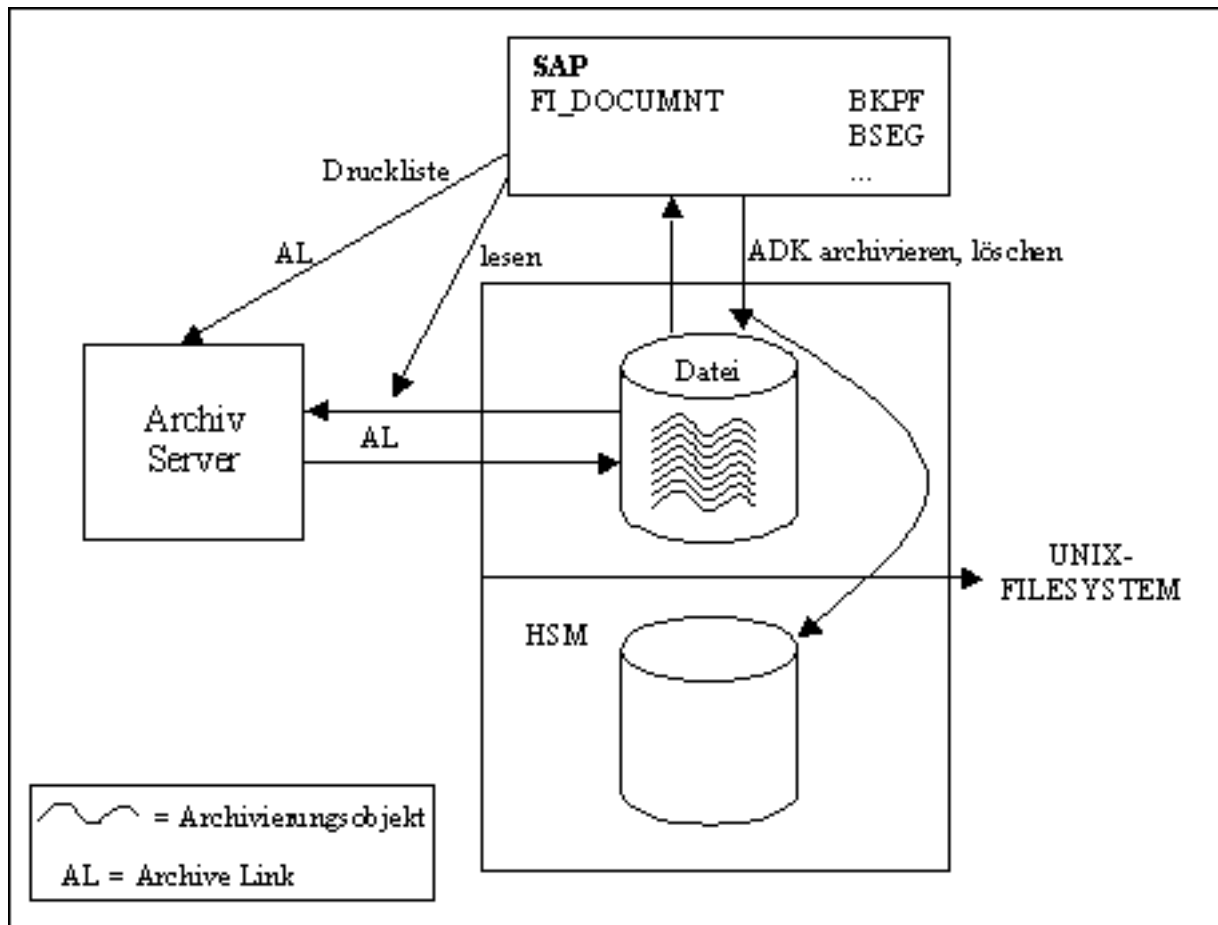 SAP
FI_DOCUMNT BKPF
BSEG
...
Druckliste
AL
lesen
ADK archivieren, löschen
Datei
Archiv
Server
AL
UNIX-
FILESYSTEM
HSM
= Archivierungsobjekt
AL = Archive Link